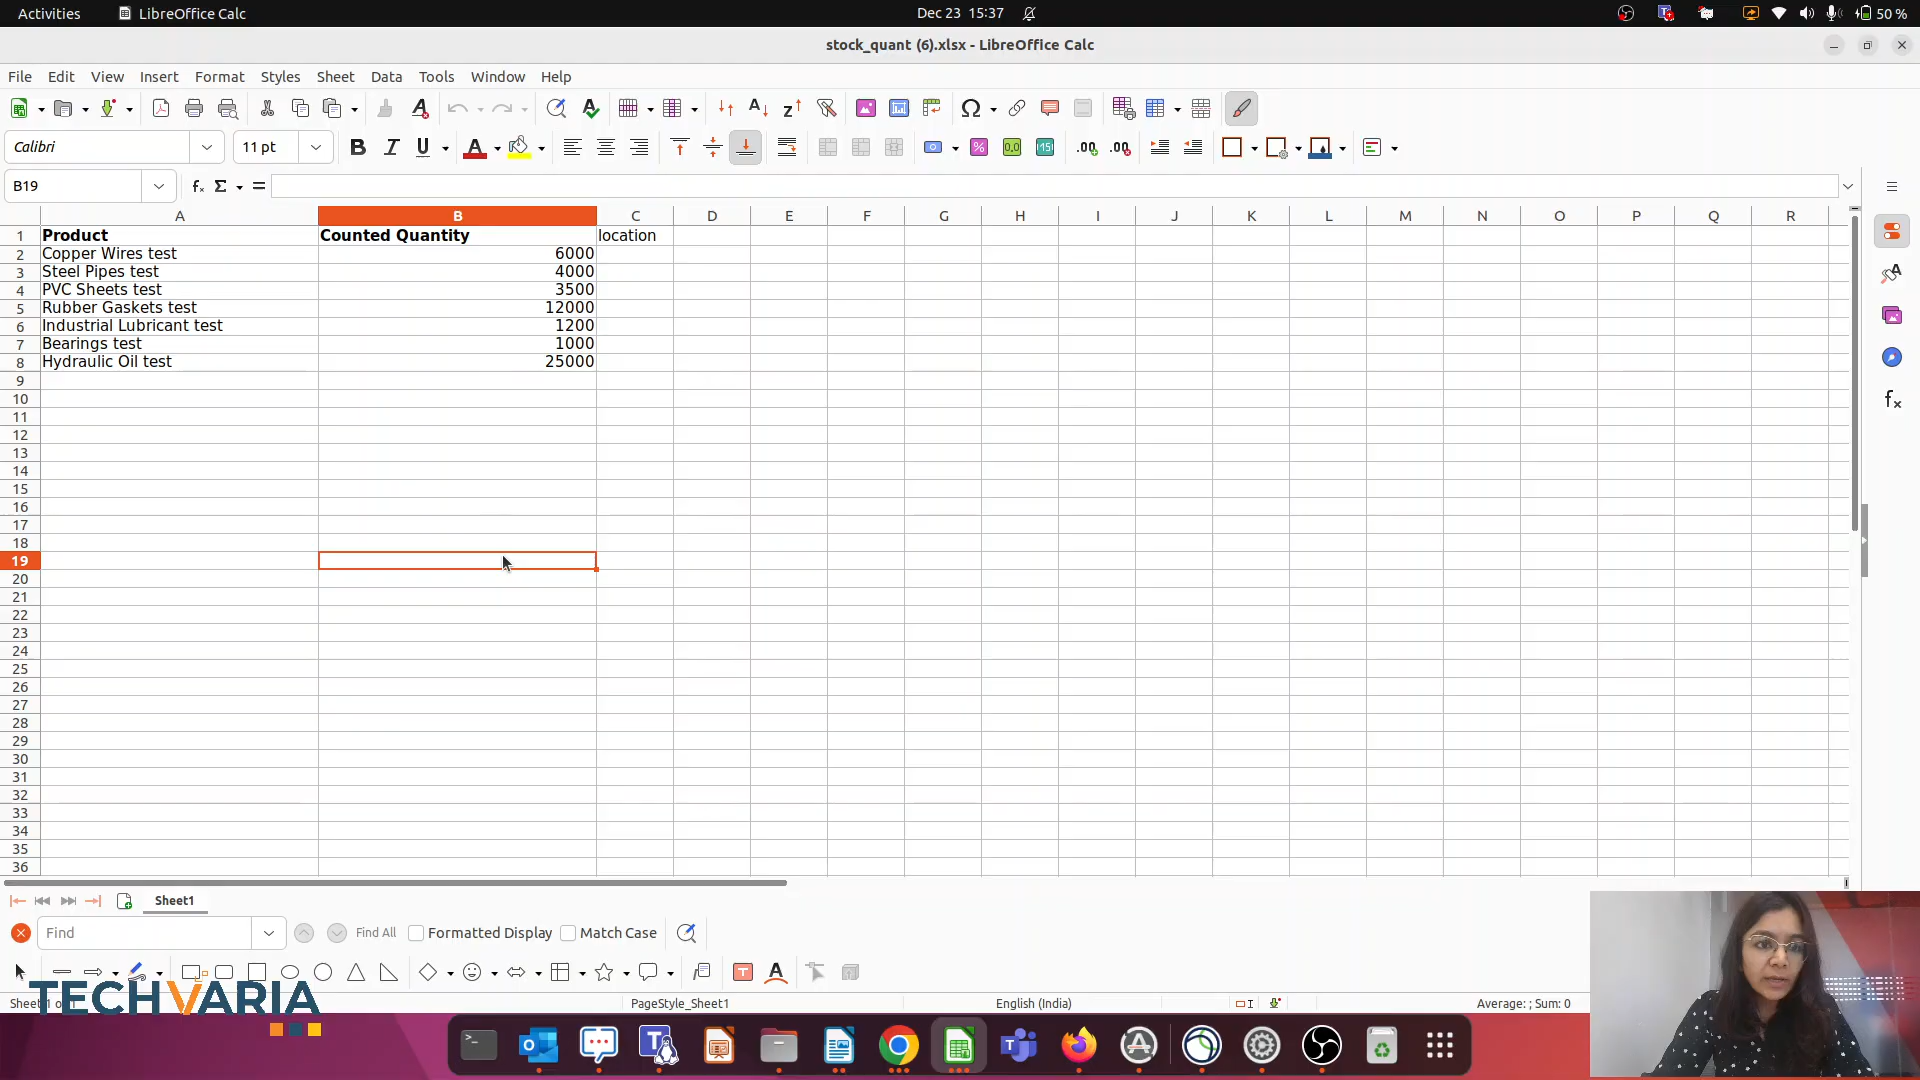 Activities LibreOffice Calc Dec 23 15:37 50 %
stock_quant (6).xlsx - LibreOffice Calc
File Edit View Insert Format Styles Sheet Data Tools Window Help
Calibri 11 pt
B19
A B C D E F G H I J K L M N O P Q R
1 Product Counted Quantity location
2 Copper Wires test 6000
3 Steel Pipes test 4000
4 PVC Sheets test 3500
5 Rubber Gaskets test 12000
6 Industrial Lubricant test 1200
7 Bearings test 1000
8 Hydraulic Oil test 25000
9
10
11
12
13
14
15
16
17
18
19
20
21
22
23
24
25
26
27
28
29
30
31
32
33
34
35
36
Sheet1
Find Find All Formatted Display Match Case
TECHVARIA
PageStyle_Sheet1 English (India) Average: ; Sum: 0